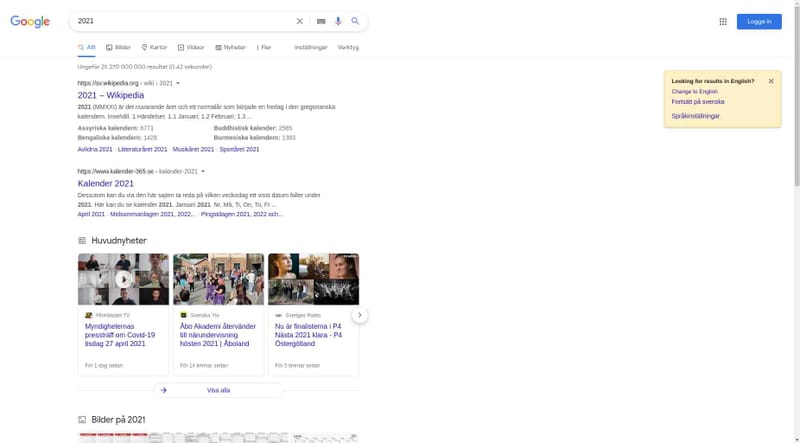 Google
2021
Logga in
Allt
Bilder
Kartor
Videor
Nyheter
Fler
Inställningar
Verktyg
Ungefär 25 270 000 000 resultat (0,42 sekunder)
https://sv.wikipedia.org › wiki › 2021
2021 – Wikipedia
2021 (MMXXI) är det nuvarande året och ett normalår som började en fredag i den gregorianska
kalendern. Innehåll. 1 Händelser. 1.1 Januari; 1.2 Februari; 1.3 ...
Assyriska kalendern: 6771
Buddhistisk kalender: 2565
Bengaliska kalendern: 1428
Burmesiska kalendern: 1383
Avlidna 2021 · Litteraturåret 2021 · Musikåret 2021 · Sportåret 2021
https://www.kalender-365.se › kalender-2021
Kalender 2021
Dessutom kan du via den här sajten ta reda på vilken veckodag ett visst datum faller under
2021. Här kan du se kalender 2021. Januari 2021. Nr, Må, Ti, On, To, Fr ...
April 2021 · Midsommardagen 2021, 2022... · Pingstdagen 2021, 2022 och...
Looking for results in English?
Change to English
Fortsätt på svenska
Språkinställningar
Huvudnyheter
Aftonbladet TV
Myndigheternas
pressträff om Covid-19
tisdag 27 april 2021
För 1 dag sedan
Svenska Yle
Åbo Akademi återvänder
till närundervisning
hösten 2021 | Åboland
För 14 timmar sedan
Sveriges Radio
Nu är finalisterna i P4
Nästa 2021 klara - P4
Östergötland
För 5 timmar sedan
Visa alla
Bilder på 2021